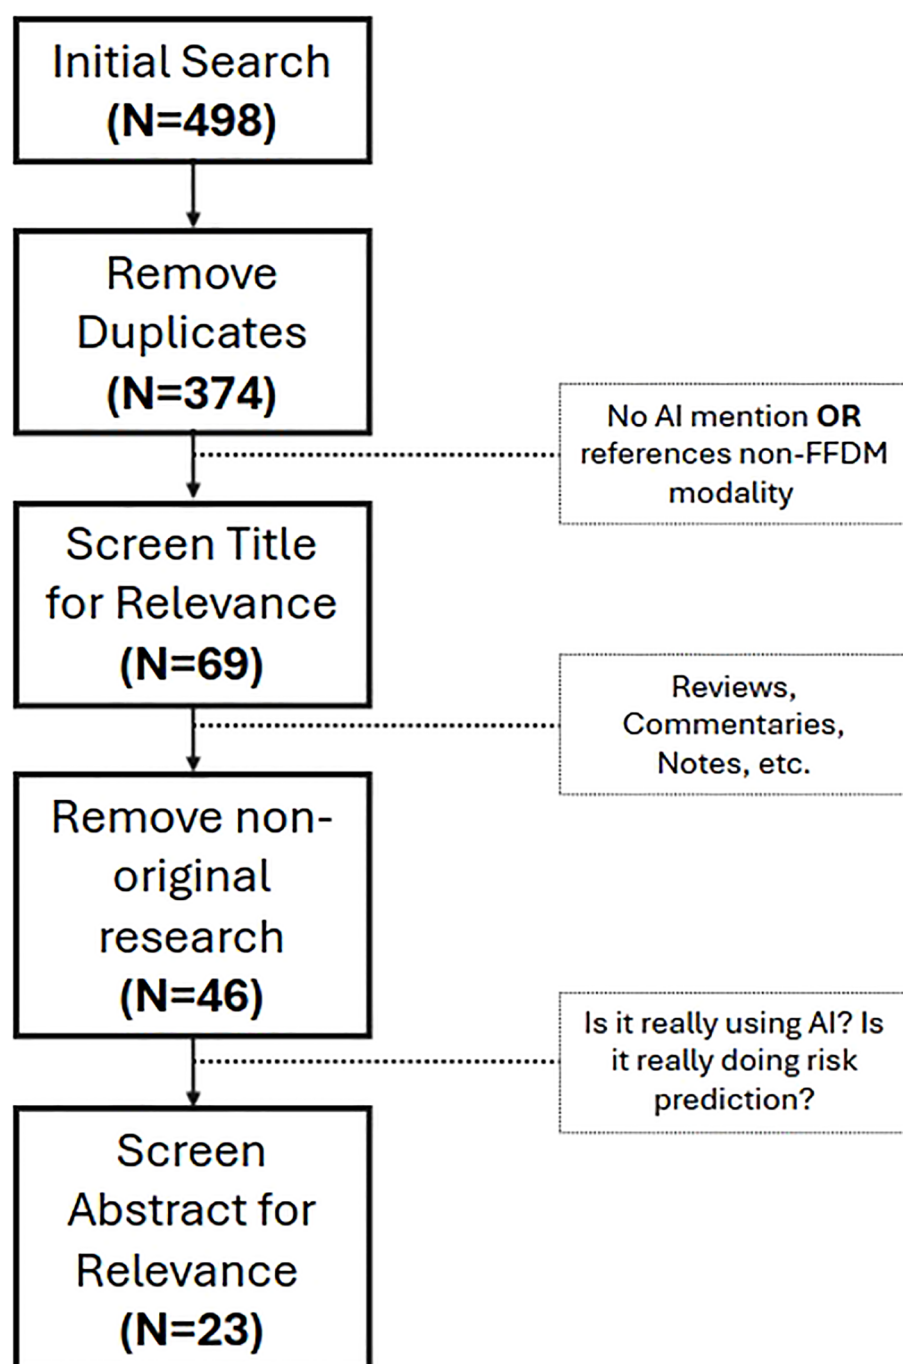 Initial Search
(N=498)
Remove
Duplicates
(N=374)
No AI mention OR
references non-FFDM
modality
Screen Title
for Relevance
(N=69)
Reviews,
Commentaries,
Notes, etc.
Remove non-
original
research
(N=46)
Is it really using AI? Is
it really doing risk
prediction?
Screen
Abstract for
Relevance
(N=23)